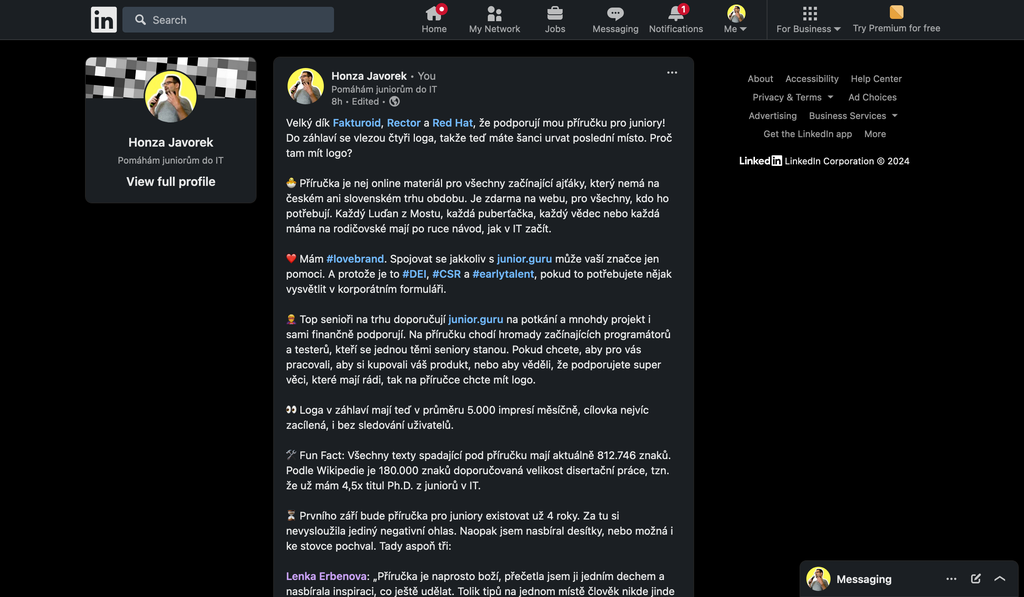 in
Search
Home
My Network
Jobs
Messaging
1
Notifications
Me
For Business
Try Premium for free
Honza Javorek
Pomáhám juniorům do IT
View full profile
Honza Javorek • You
Pomáhám juniorům do IT
8h • Edited •
Velký dík Fakturoid, Rector a Red Hat, že podporují mou příručku pro juniory!
Do záhlaví se vlezou čtyři loga, takže teď máte šanci urvat poslední místo. Proč
tam mít logo?
🐣 Příručka je nej online materiál pro všechny začínající ajťáky, který nemá na
českém ani slovenském trhu obdobu. Je zdarma na webu, pro všechny, kdo ho
potřebují. Každý Luďan z Mostu, každá puberťačka, každý vědec nebo každá
máma na rodičovské mají po ruce návod, jak v IT začít.
❤️ Mám #lovebrand. Spojovat se jakkoliv s junior.guru může vaší značce jen
pomoci. A protože je to #DEI, #CSR a #earlytalent, pokud to potřebujete nějak
vysvětlit v korporátním formuláři.
Top senioři na trhu doporučují junior.guru na potkání a mnohdy projekt i
sami finančně podporují. Na příručku chodí hromady začínajících programátorů
a testerů, kteří se jednou těmi seniory stanou. Pokud chcete, aby pro vás
pracovali, aby si kupovali váš produkt, nebo aby věděli, že podporujete super
věci, které mají rádi, tak na příručce chcte mít logo.
👀 Loga v záhlaví mají teď v průměru 5.000 impresí měsíčně, cílovka nejvíc
zacílená, i bez sledování uživatelů.
🛠 Fun Fact: Všechny texty spadající pod příručku mají aktuálně 812.746 znaků.
Podle Wikipedie je 180.000 znaků doporučovaná velikost disertační práce, tzn.
že už mám 4,5x titul Ph.D. z juniorů v IT.
⏳ Prvního září bude příručka pro juniory existovat už 4 roky. Za tu si
nevysloužila jediný negativní ohlas. Naopak jsem nasbíral desítky, nebo možná i
ke stovce pochval. Tady aspoň tři:
Lenka Erbenova: „Příručka je naprosto boží, přečetla jsem ji jedním dechem a
nasbírala inspiraci, co ještě udělat. Tolik tipů na jednom místě člověk nikde jinde
About Accessibility Help Center
Privacy & Terms Ad Choices
Advertising Business Services
Get the LinkedIn app More
LinkedIn LinkedIn Corporation © 2024
Messaging